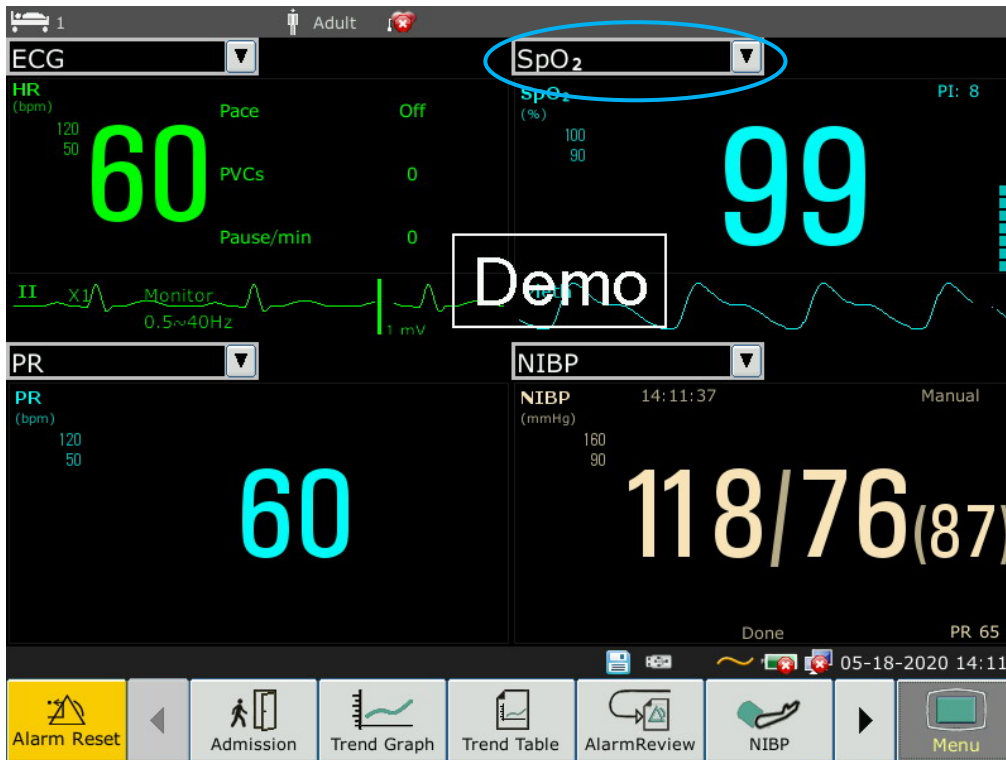 1 Adult
ECG
SpO₂
HR
(bpm)
120
50
60
Pace Off
PVCs 0
Pause/min 0
SpO₂
(%)
100
90
99
PI: 8
Demo
II X1 Monitor
0.5~40Hz
1 mV
Pleth
PR
NIBP
PR
(bpm)
120
50
60
NIBP 14:11:37 Manual
(mmHg)
160
90
118/76(87)
Done PR 65
05-18-2020 14:11
Alarm Reset
Admission
Trend Graph
Trend Table
AlarmReview
NIBP
Menu